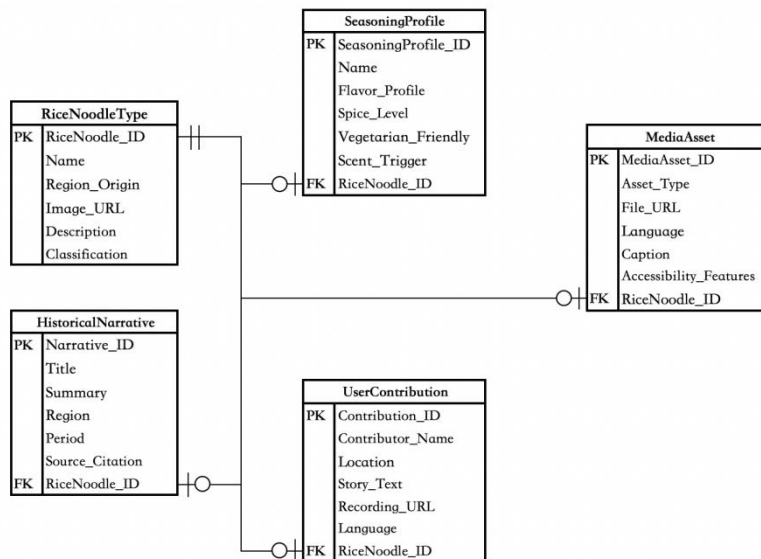 SeasoningProfile
PK SeasoningProfile_ID
Name
Flavor_Profile
Spice_Level
Vegetarian_Friendly
Scent_Trigger
FK RiceNoodle_ID
RiceNoodleType
PK RiceNoodle_ID
Name
Region_Origin
Image_URL
Description
Classification
MediaAsset
PK MediaAsset_ID
Asset_Type
File_URL
Language
Caption
Accessibility_Features
FK RiceNoodle_ID
HistoricalNarrative
PK Narrative_ID
Title
Summary
Region
Period
Source_Citation
FK RiceNoodle_ID
UserContribution
PK Contribution_ID
Contributor_Name
Location
Story_Text
Recording_URL
Language
FK RiceNoodle_ID